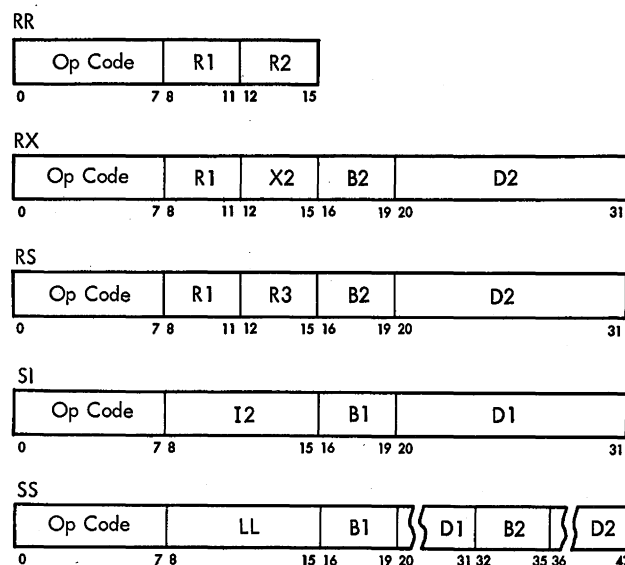 RR
Op Code R1 R2
0 7 8 11 12 15
RX
Op Code R1 X2 B2 D2
0 7 8 11 12 15 16 19 20 31
RS
Op Code R1 R3 B2 D2
0 7 8 11 12 15 16 19 20 31
SI
Op Code I2 B1 D1
0 7 8 15 16 19 20 31
SS
Op Code LL B1 D1 B2 D2
0 7 8 15 16 19 20 31 32 35 36